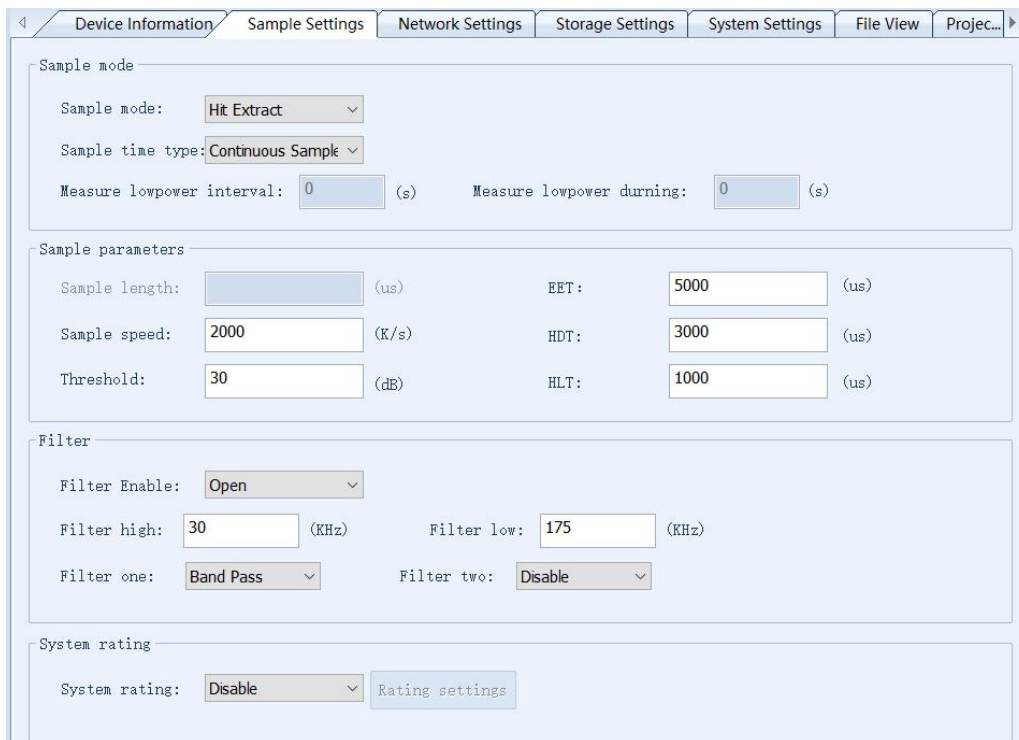 Device Information Sample Settings Network Settings Storage Settings System Settings File View Projec...
Sample mode
Sample mode: Hit Extract
Sample time type: Continuous Sample
Measure lowpower interval: 0 (s) Measure lowpower durning: 0 (s)
Sample parameters
Sample length: (us) EET: 5000 (us)
Sample speed: 2000 (K/s) HDT: 3000 (us)
Threshold: 30 (dB) HLT: 1000 (us)
Filter
Filter Enable: Open
Filter high: 30 (KHz) Filter low: 175 (KHz)
Filter one: Band Pass Filter two: Disable
System rating
System rating: Disable Rating settings